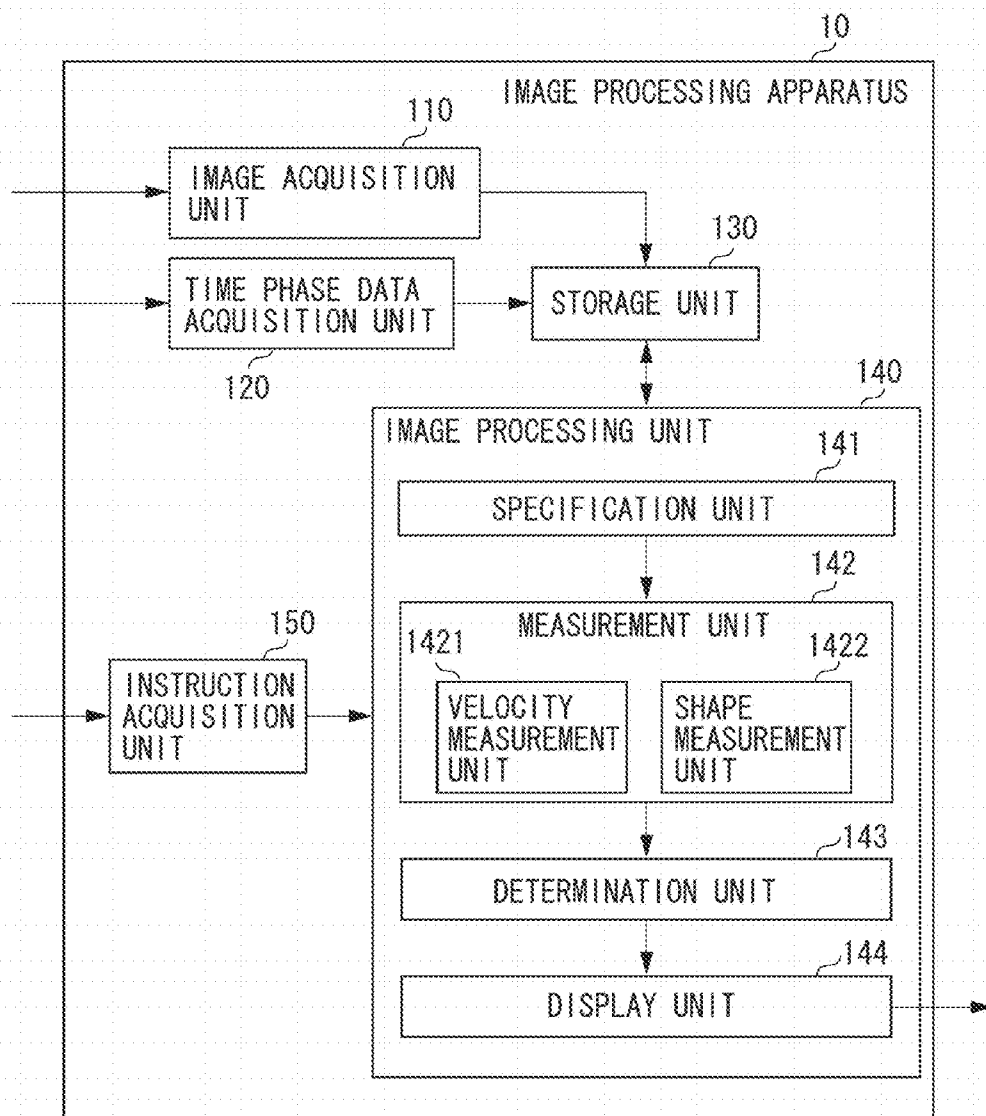 10
IMAGE PROCESSING APPARATUS
110
IMAGE ACQUISITION
UNIT
130
TIME PHASE DATA
ACQUISITION UNIT
STORAGE UNIT
120
140
IMAGE PROCESSING UNIT
141
SPECIFICATION UNIT
142
MEASUREMENT UNIT
150
1421
1422
INSTRUCTION
ACQUISITION
UNIT
VELOCITY
MEASUREMENT
UNIT
SHAPE
MEASUREMENT
UNIT
143
DETERMINATION UNIT
144
DISPLAY UNIT